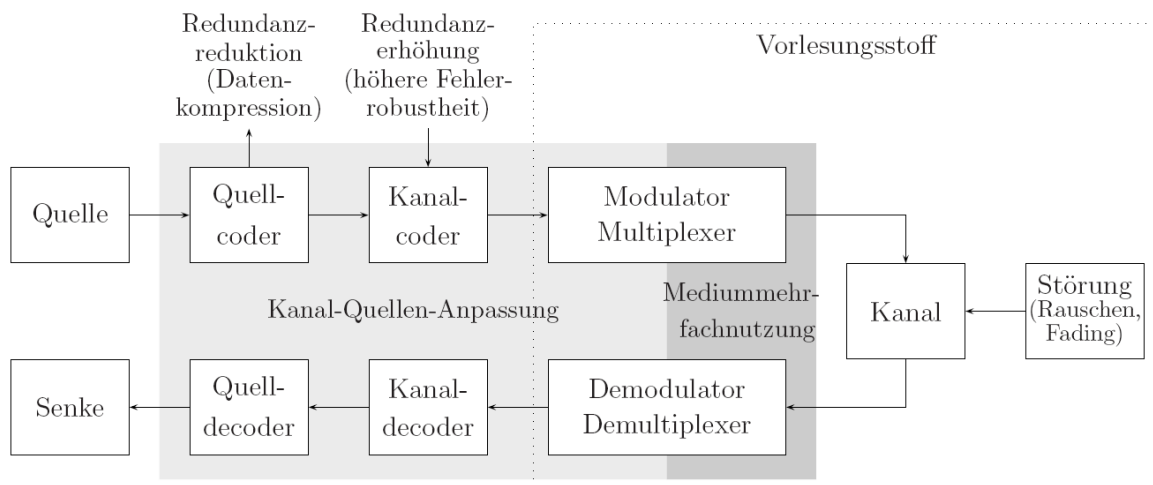 Redundanz-
reduktion
(Daten-
kompression)
Redundanz-
erhöhung
(höhere Fehler-
robustheit)
Vorlesungsstoff
Quelle
Quell-
coder
Kanal-
coder
Modulator
Multiplexer
Kanal-Quellen-Anpassung
Mediummehr-
fachnutzung
Kanal
Störung
(Rauschen,
Fading)
Senke
Quell-
decoder
Kanal-
decoder
Demodulator
Demultiplexer